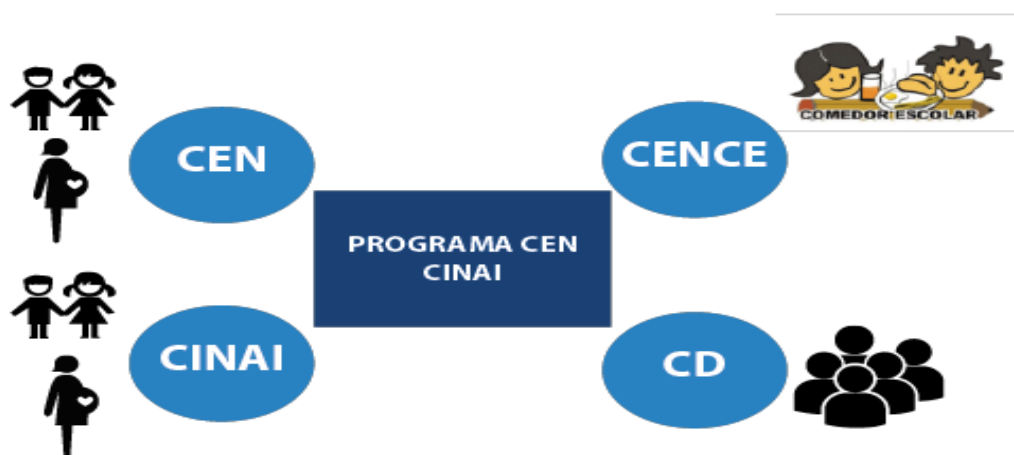 CEN
CENCE
COMEDOR ESCOLAR
PROGRAMA CEN
CINAI
CINAI
CD